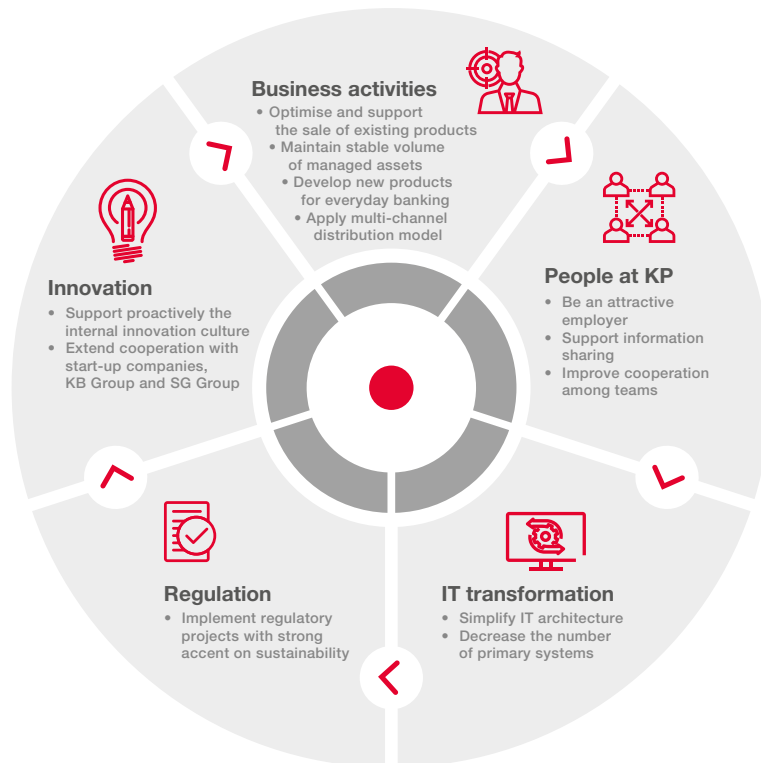 Business activities
• Optimise and support
the sale of existing products
• Maintain stable volume
of managed assets
• Develop new products
for everyday banking
• Apply multi-channel
distribution model
People at KP
• Be an attractive
employer
• Support information
sharing
• Improve cooperation
among teams
IT transformation
• Simplify IT architecture
• Decrease the number
of primary systems
Regulation
• Implement regulatory
projects with strong
accent on sustainability
Innovation
• Support proactively the
internal innovation culture
• Extend cooperation with
start-up companies,
KB Group and SG Group